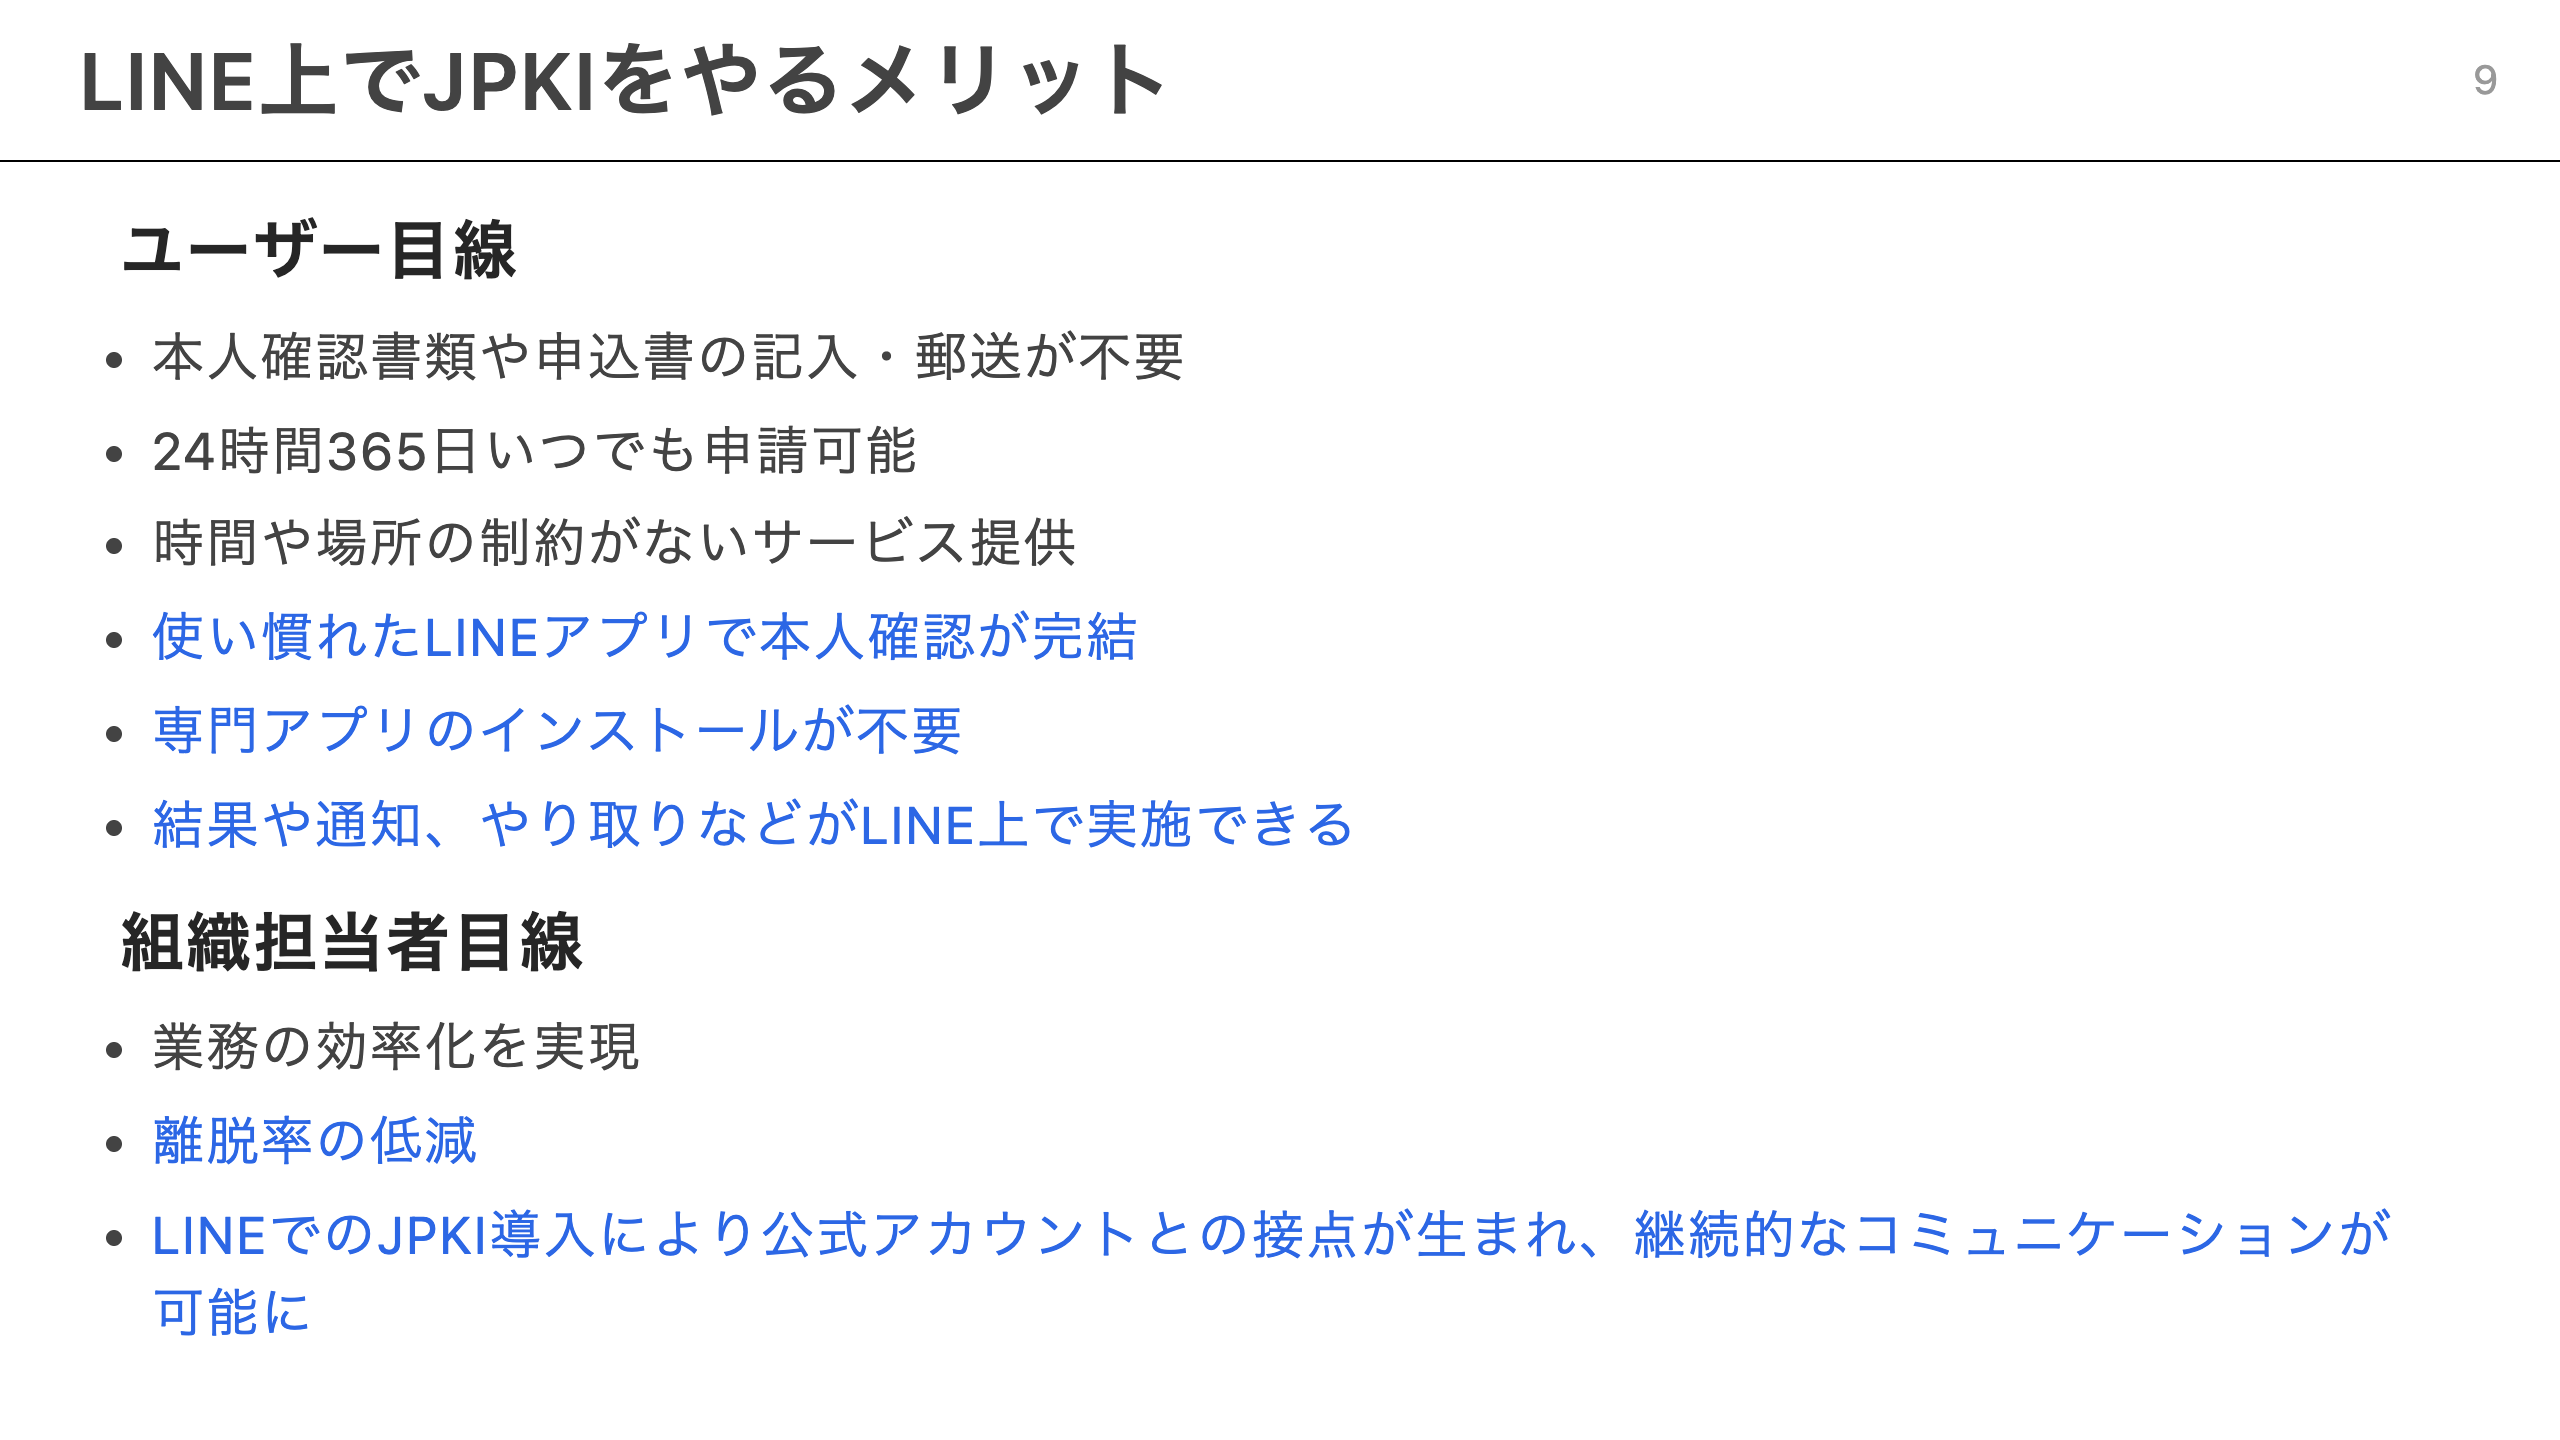 LINE上でJPKIをやるメリット
9
ユーザー目線
• 本人確認書類や申込書の記入・郵送が不要
• 24時間365日いつでも申請可能
• 時間や場所の制約がないサービス提供
• 使い慣れたLINEアプリで本人確認が完結
• 専門アプリのインストールが不要
• 結果や通知、やり取りなどがLINE上で実施できる
組織担当者目線
• 業務の効率化を実現
• 離脱率の低減
• LINEでのJPKI導入により公式アカウントとの接点が生まれ、継続的なコミュニケーションが
可能に